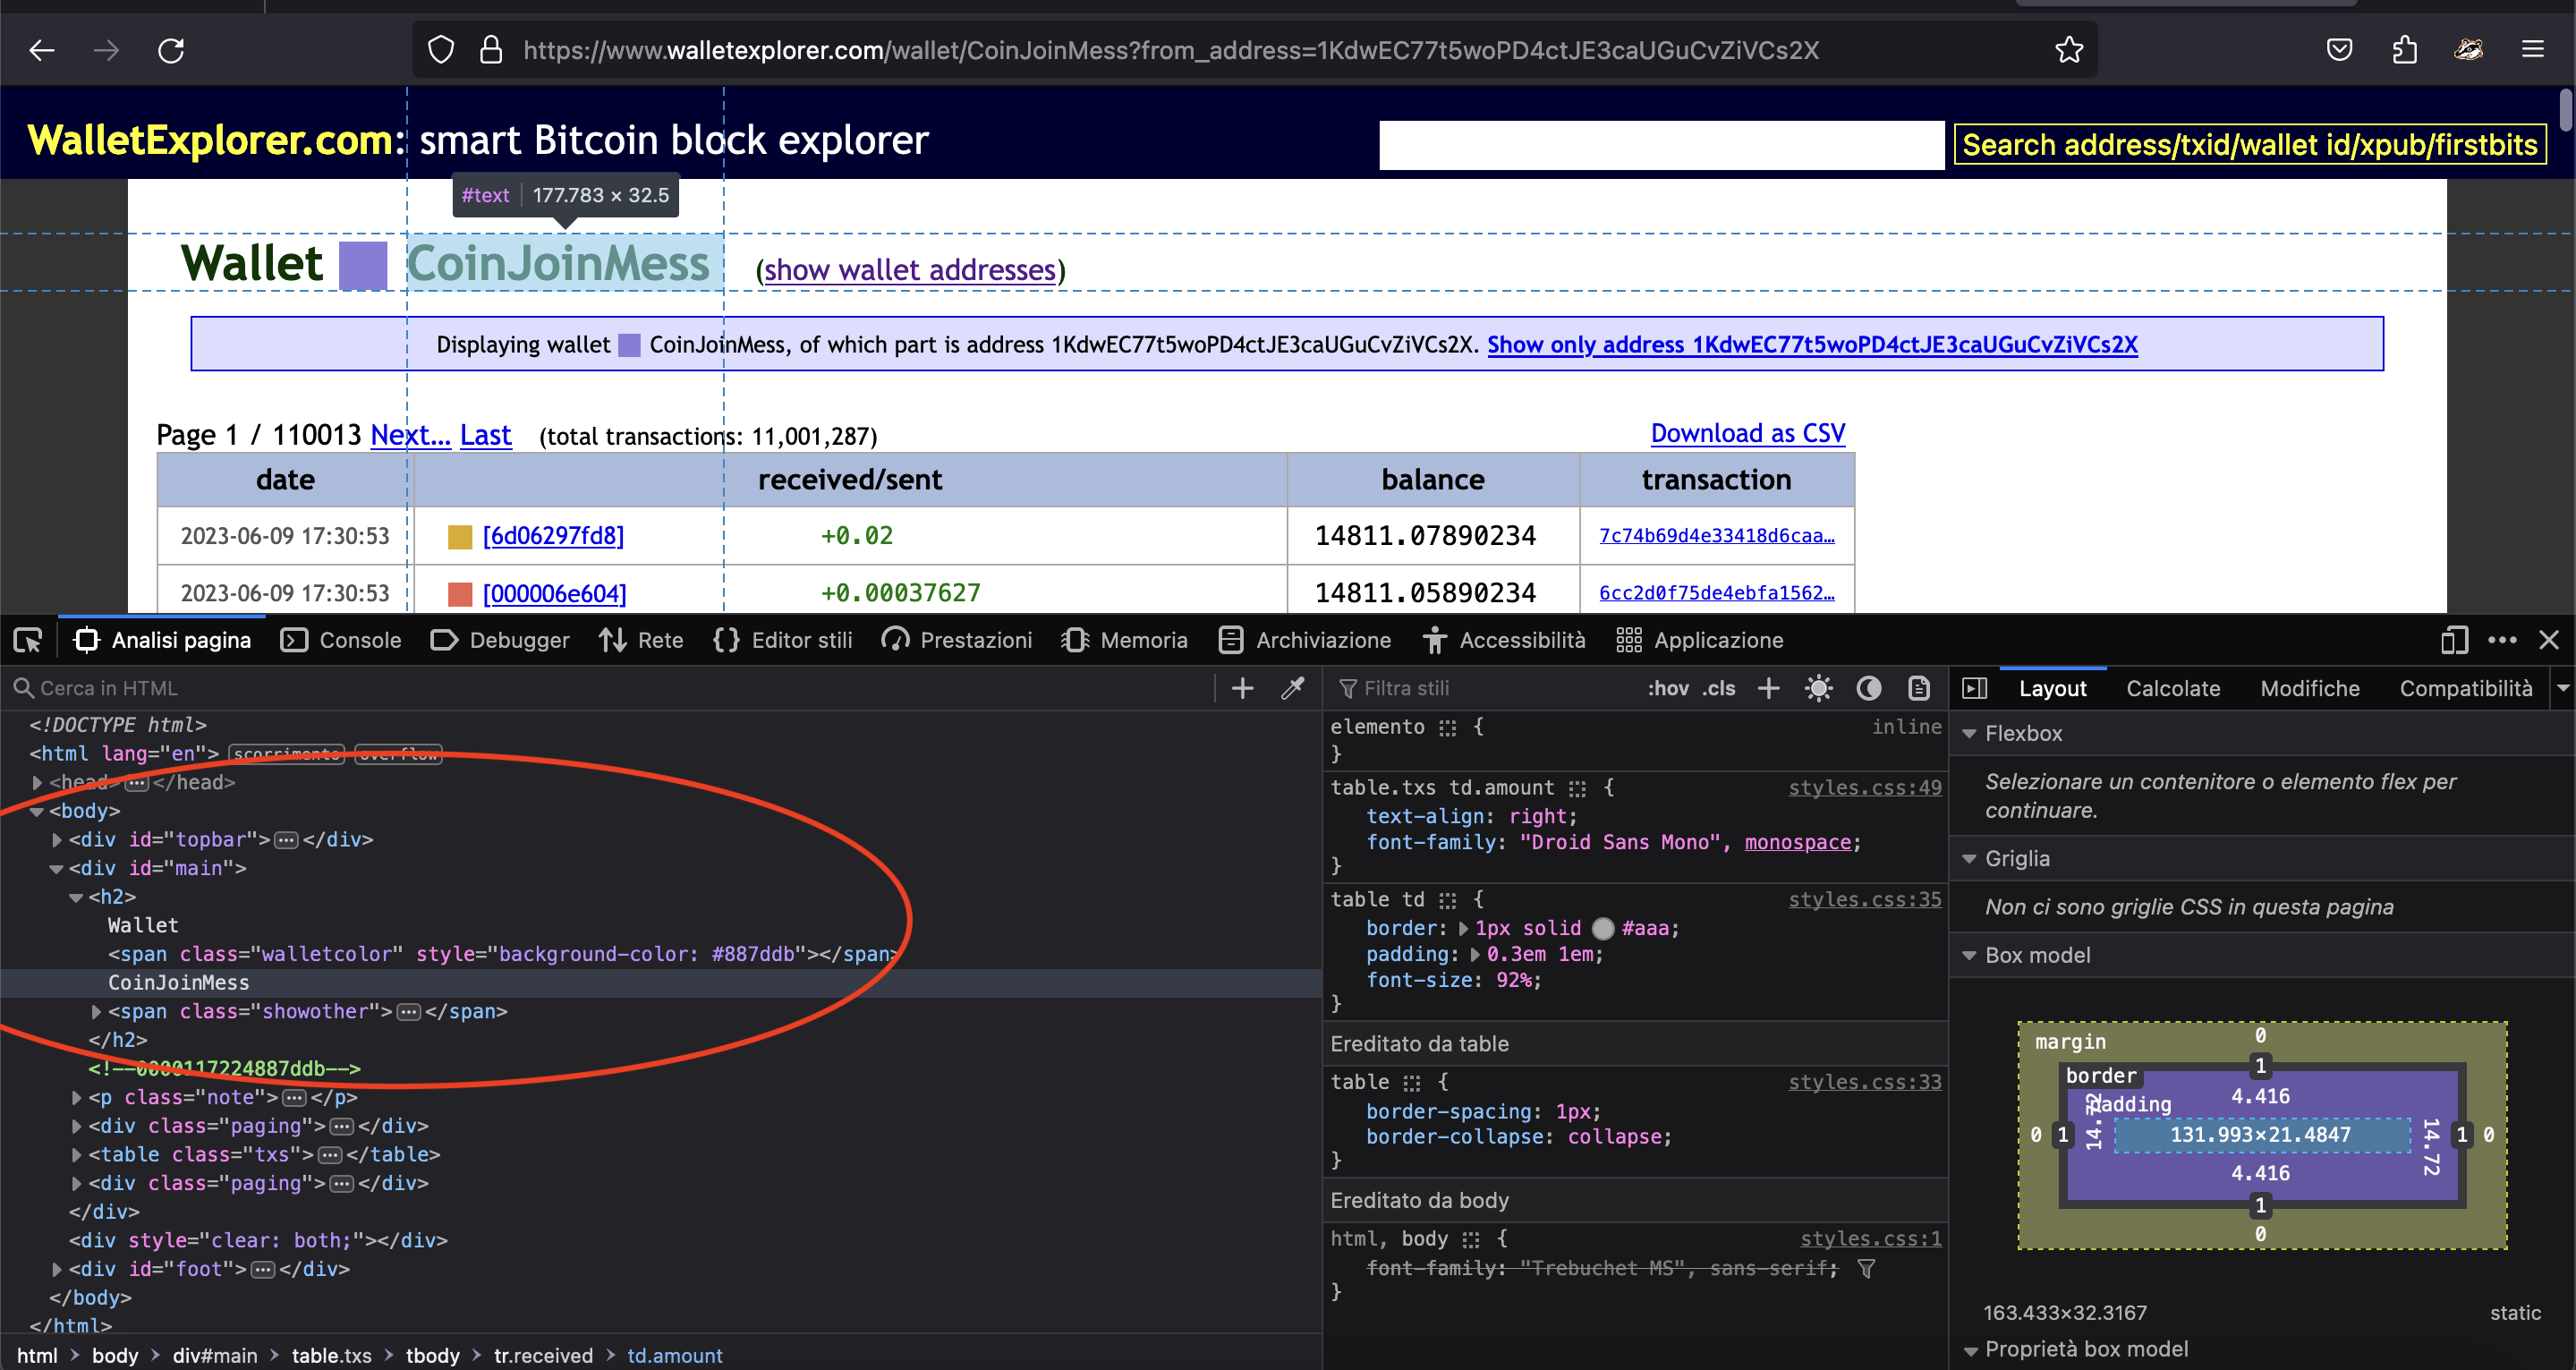 https://www.walletexplorer.com/wallet/CoinJoinMess?from_address=1KdwEC77t5woPD4ctJE3caUGuCvZiVCs2X
WalletExplorer.com: smart Bitcoin block explorer
Search address/txid/wallet id/xpub/firstbits
#text 177.783 × 32.5
Wallet CoinJoinMess (show wallet addresses)
Displaying wallet CoinJoinMess, of which part is address 1KdwEC77t5woPD4ctJE3caUGuCvZiVCs2X. Show only address 1KdwEC77t5woPD4ctJE3caUGuCvZiVCs2X
Page 1 / 110013 Next... Last (total transactions: 11,001,287) Download as CSV
date received/sent balance transaction
2023-06-09 17:30:53 [6d06297fd8] +0.02 14811.07890234 7c74b69d4e33418d6caa…
2023-06-09 17:30:53 [000006e604] +0.00037627 14811.05890234 6cc2d0f75de4ebfa1562…
Analisi pagina Console Debugger Rete Editor stili Prestazioni Memoria Archiviazione Accessibilità Applicazione
Cerca in HTML
<!DOCTYPE html>
<html lang="en"> scorrimento overflow
<head>…</head>
<body>
<div id="topbar">…</div>
<div id="main">
<h2>
Wallet
<span class="walletcolor" style="background-color: #887ddb"></span>
CoinJoinMess
<span class="showother">…</span>
</h2>
<!--0000117224887ddb-->
<p class="note">…</p>
<div class="paging">…</div>
<table class="txs">…</table>
<div class="paging">…</div>
</div>
<div style="clear: both;"></div>
<div id="foot">…</div>
</body>
</html>
html > body > div#main > table.txs > tbody > tr.received > td.amount
Filtra stili :hov .cls
elemento { inline
}
table.txs td.amount { styles.css:49
text-align: right;
font-family: "Droid Sans Mono", monospace;
}
table td { styles.css:35
border: 1px solid #aaa;
padding: 0.3em 1em;
font-size: 92%;
}
Ereditato da table
table { styles.css:33
border-spacing: 1px;
border-collapse: collapse;
}
Ereditato da body
html, body { styles.css:1
font-family: "Trebuchet MS", sans-serif;
}
Layout Calcolate Modifiche Compatibilità
Flexbox
Selezionare un contenitore o elemento flex per
continuare.
Griglia
Non ci sono griglie CSS in questa pagina
Box model
margin 0
border 1
padding 4.416
0 1 14.72 131.993×21.4847 14.72 1 0
4.416
1
0
163.433×32.3167 static
Proprietà box model